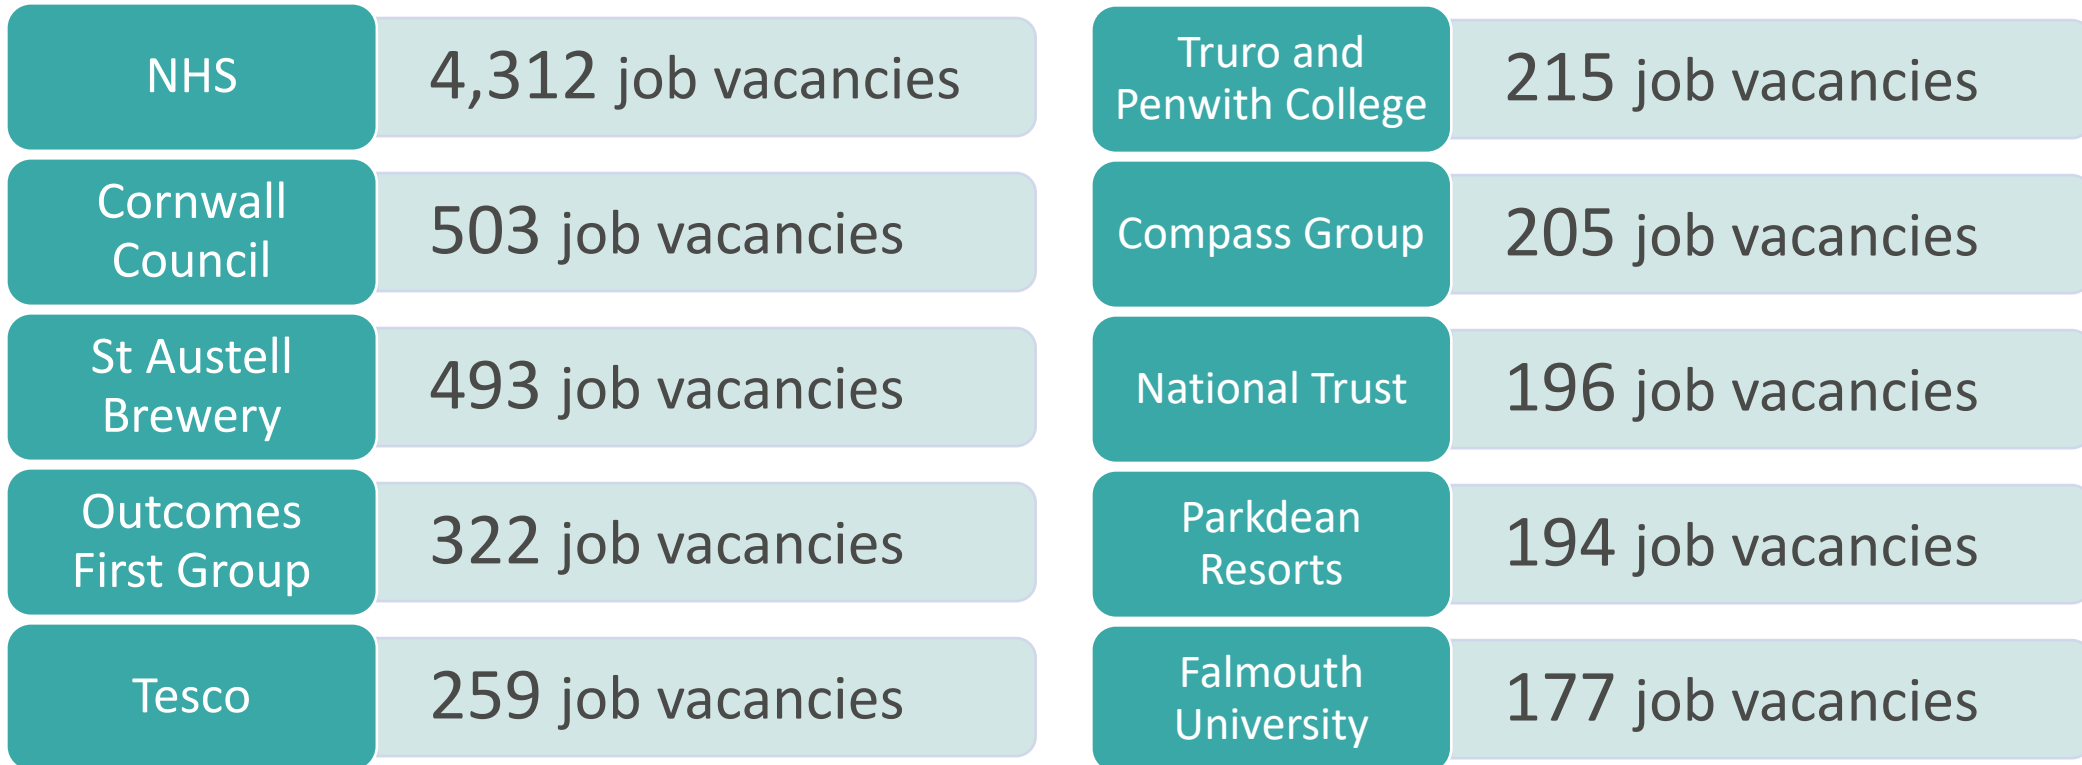 NHS
4,312 job vacancies
Cornwall
Council
503 job vacancies
St Austell
Brewery
493 job vacancies
Outcomes
First Group
322 job vacancies
Tesco
259 job vacancies
Truro and
Penwith College
215 job vacancies
Compass Group
205 job vacancies
National Trust
196 job vacancies
Parkdean
Resorts
194 job vacancies
Falmouth
University
177 job vacancies